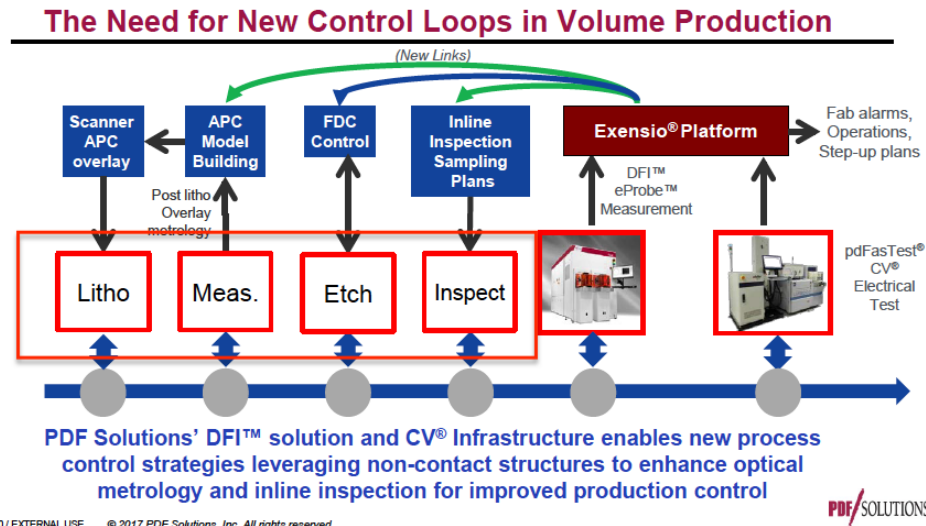 The Need for New Control Loops in Volume Production
(New Links)
Scanner
APC
overlay
APC
Model
Building
FDC
Control
Inline
Inspection
Sampling
Plans
Exensio® Platform
Fab alarms,
Operations,
Step-up plans
Post litho
Overlay
metrology
DFI™
eProbe™
Measurement
Litho
Meas.
Etch
Inspect
pdFasTest®
CV®
Electrical
Test
PDF Solutions’ DFI™ solution and CV® Infrastructure enables new process
control strategies leveraging non-contact structures to enhance optical
metrology and inline inspection for improved production control
/ EXTERNAL USE © 2017 PDF Solutions, Inc. All rights reserved
PDF/SOLUTIONS